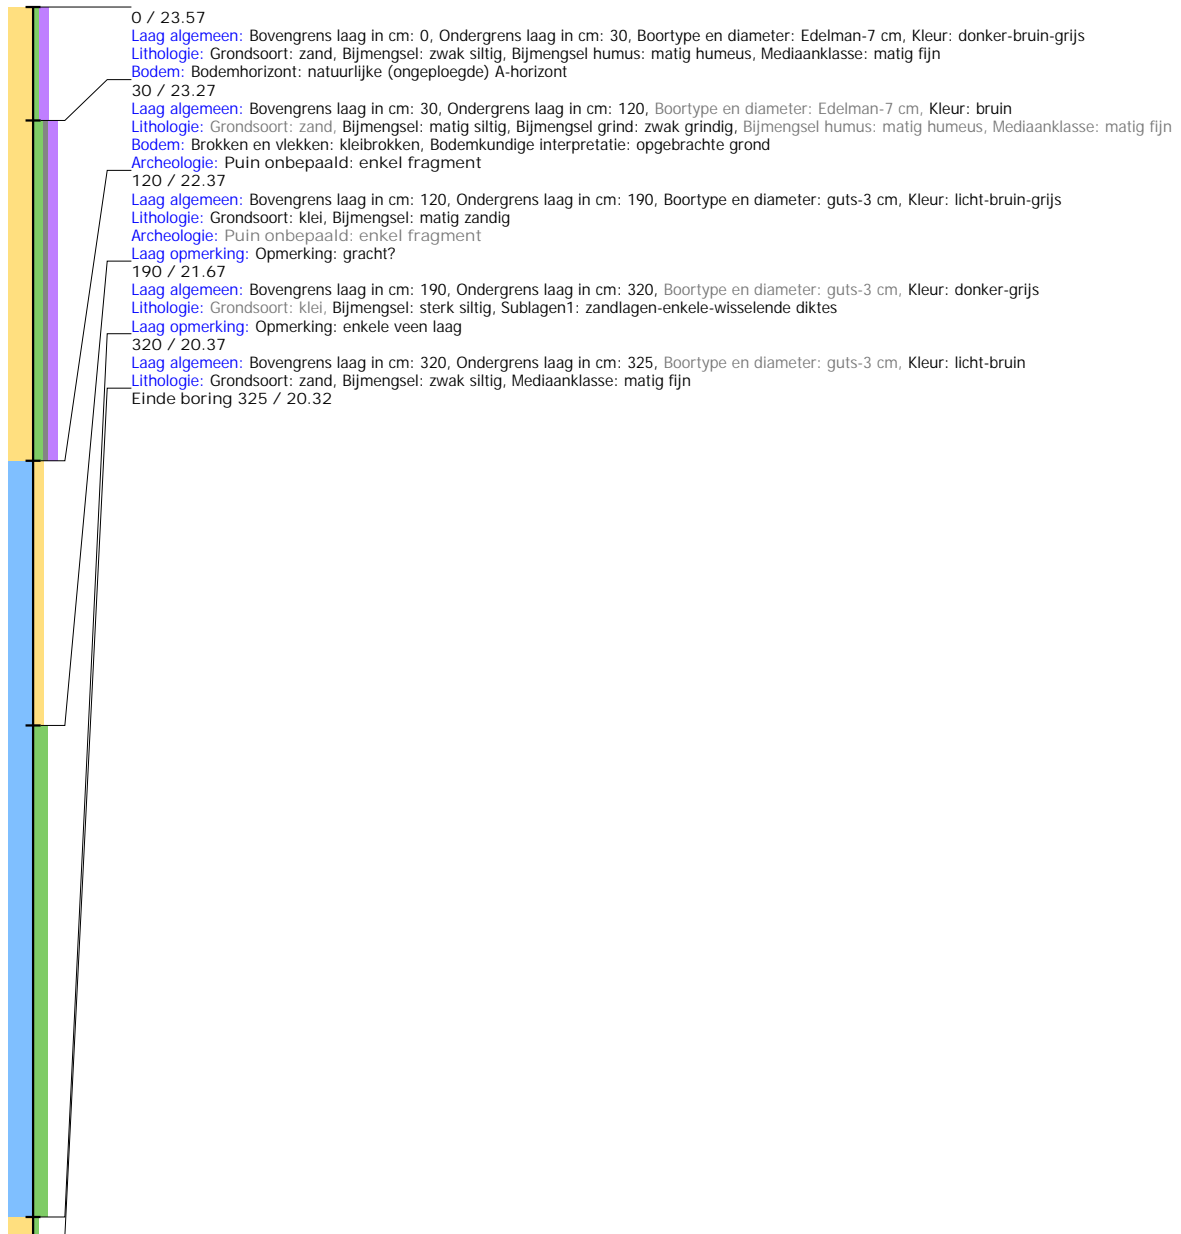 0 / 23.57
Laag algemeen: Bovengrens laag in cm: 0, Ondergrens laag in cm: 30, Boortype en diameter: Edelman-7 cm, Kleur: donker-bruin-grijs
Lithologie: Grondsoort: zand, Bijmengsel: zwak siltig, Bijmengsel humus: matig humeus, Mediaanklasse: matig fijn
Bodem: Bodemhorizont: natuurlijke (ongeploegde) A-horizont
30 / 23.27
Laag algemeen: Bovengrens laag in cm: 30, Ondergrens laag in cm: 120, Boortype en diameter: Edelman-7 cm, Kleur: bruin
Lithologie: Grondsoort: zand, Bijmengsel: matig siltig, Bijmengsel grind: zwak grindig, Bijmengsel humus: matig humeus, Mediaanklasse: matig fijn
Bodem: Brokken en vlekken: kleibrokken, Bodemkundige interpretatie: opgebrachte grond
Archeologie: Puin onbepaald: enkel fragment
120 / 22.37
Laag algemeen: Bovengrens laag in cm: 120, Ondergrens laag in cm: 190, Boortype en diameter: guts-3 cm, Kleur: licht-bruin-grijs
Lithologie: Grondsoort: klei, Bijmengsel: matig zandig
Archeologie: Puin onbepaald: enkel fragment
Laag opmerking: Opmerking: gracht?
190 / 21.67
Laag algemeen: Bovengrens laag in cm: 190, Ondergrens laag in cm: 320, Boortype en diameter: guts-3 cm, Kleur: donker-grijs
Lithologie: Grondsoort: klei, Bijmengsel: sterk siltig, Sublagen1: zandlagen-enkele-wisselende diktes
Laag opmerking: Opmerking: enkele veen laag
320 / 20.37
Laag algemeen: Bovengrens laag in cm: 320, Ondergrens laag in cm: 325, Boortype en diameter: guts-3 cm, Kleur: licht-bruin
Lithologie: Grondsoort: zand, Bijmengsel: zwak siltig, Mediaanklasse: matig fijn
Einde boring 325 / 20.32